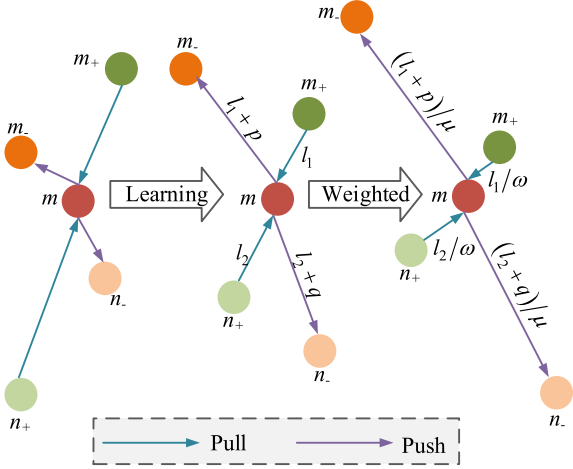 m₋
m₊
m₋
m
n₋
n₊
Learning
m₋
m₊
l₁ + p
l₁
m
l₂
l₂ + q
n₊
n₋
Weighted
m₋
(l₁ + p)/μ
m₊
l₁/ω
m
n₊
l₂/ω
(l₂ + q)/μ
n₋
Pull
Push